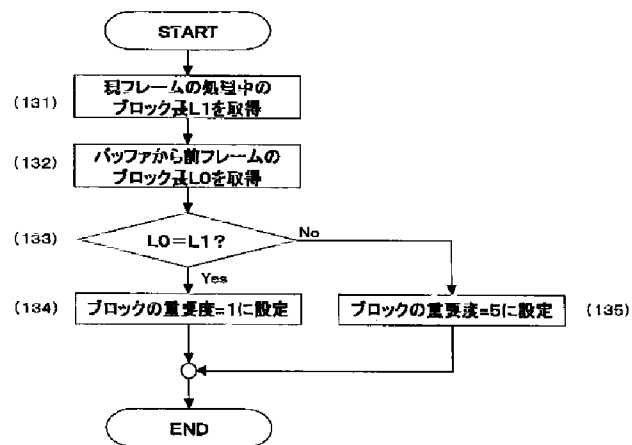 START
(131)
現フレームの処理中の
ブロック長L1を取得
(132)
バッファから前フレームの
ブロック長L0を取得
(133)
L0=L1?
No
Yes
(134)
ブロックの重要度=1に設定
ブロックの重要度=5に設定
(135)
END